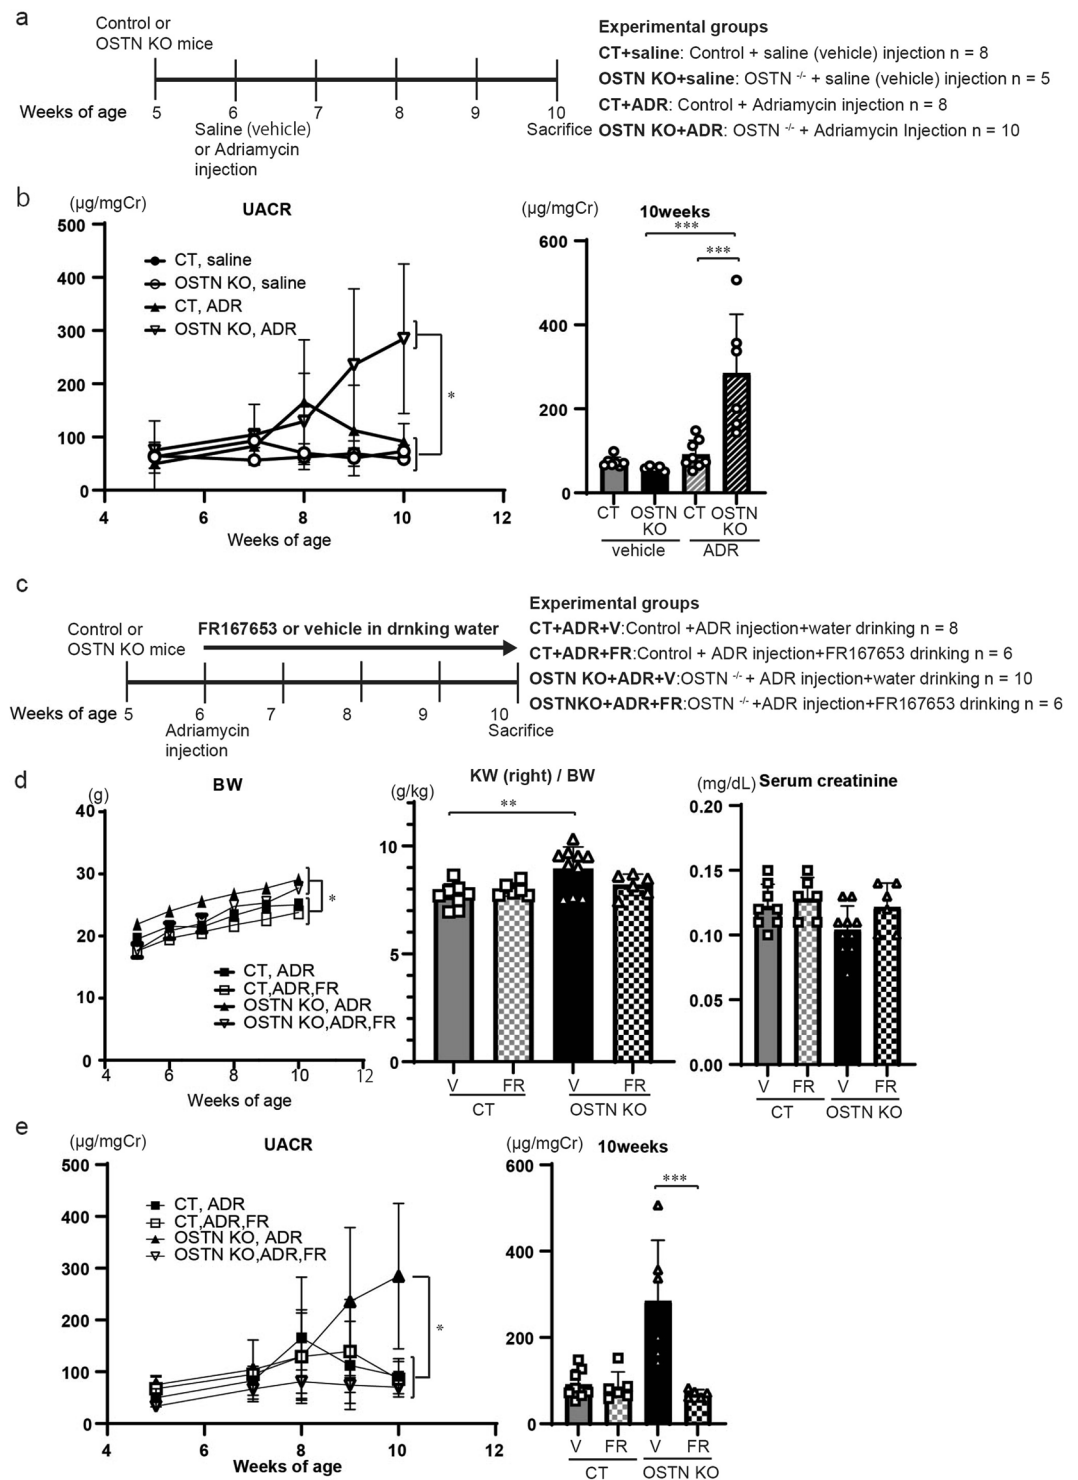 a
Control or
OSTN KO mice
Weeks of age
5 6 7 8 9 10
Saline (vehicle)
or Adriamycin
injection
Sacrifice
Experimental groups
CT+saline: Control + saline (vehicle) injection n = 8
OSTN KO+saline: OSTN -/- + saline (vehicle) injection n = 5
CT+ADR: Control + Adriamycin injection n = 8
OSTN KO+ADR: OSTN -/- + Adriamycin Injection n = 10
b
(µg/mgCr)
UACR
500
400
300
200
100
0
CT, saline
OSTN KO, saline
CT, ADR
OSTN KO, ADR
*
4 6 8 10 12
Weeks of age
(µg/mgCr)
10weeks
***
***
600
400
200
0
CT OSTN KO CT OSTN KO
vehicle ADR
c
Control or
OSTN KO mice
FR167653 or vehicle in drnking water
Weeks of age 5 6 7 8 9 10
Adriamycin
injection
Sacrifice
Experimental groups
CT+ADR+V:Control +ADR injection+water drinking n = 8
CT+ADR+FR:Control + ADR injection+FR167653 drinking n = 6
OSTN KO+ADR+V:OSTN -/- + ADR injection+water drinking n = 10
OSTNKO+ADR+FR:OSTN -/- +ADR injection+FR167653 drinking n = 6
d
BW
(g)
40
30
20
10
0
*
CT, ADR
CT,ADR,FR
OSTN KO, ADR
OSTN KO,ADR,FR
4 6 8 10 12
Weeks of age
KW (right) / BW
(g/kg)
**
10
5
0
V FR V FR
CT OSTN KO
(mg/dL) Serum creatinine
0.20
0.15
0.10
0.05
0.00
V FR V FR
CT OSTN KO
e
(µg/mgCr)
UACR
500
400
300
200
100
0
CT, ADR
CT,ADR,FR
OSTN KO, ADR
OSTN KO,ADR,FR
*
4 6 8 10 12
Weeks of age
(µg/mgCr) 10weeks
***
600
400
200
0
V FR V FR
CT OSTN KO